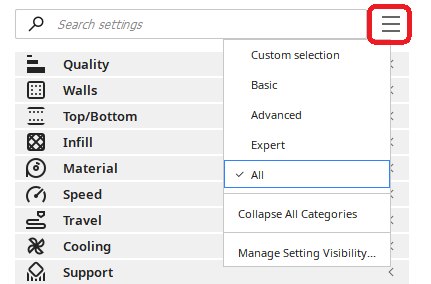 Search settings
Custom selection
Basic
Advanced
Expert
All
Collapse All Categories
Manage Setting Visibility...
Quality
Walls
Top/Bottom
Infill
Material
Speed
Travel
Cooling
Support